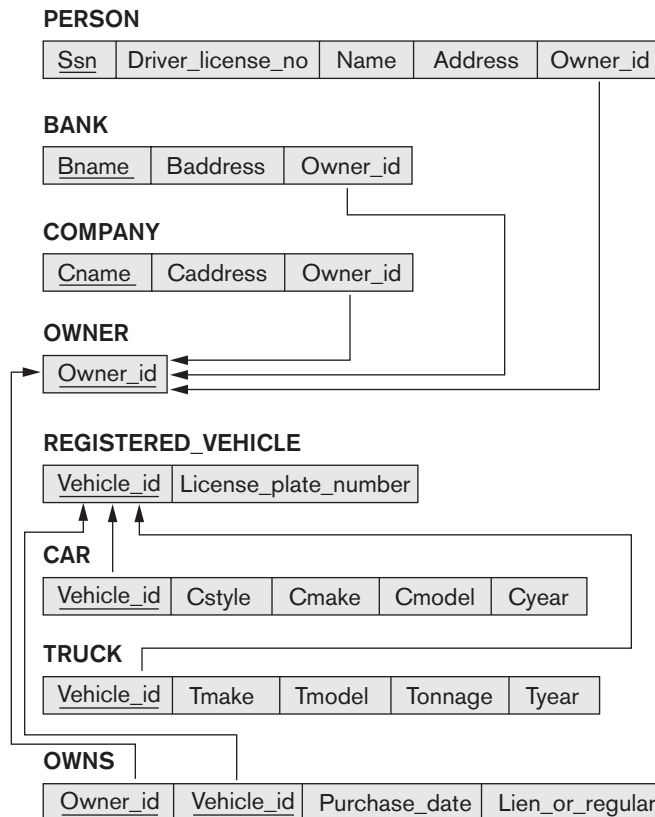 PERSON
Ssn Driver_license_no Name Address Owner_id
BANK
Bname Baddress Owner_id
COMPANY
Cname Caddress Owner_id
OWNER
Owner_id
REGISTERED_VEHICLE
Vehicle_id License_plate_number
CAR
Vehicle_id Cstyle Cmake Cmodel Cyear
TRUCK
Vehicle_id Tmake Tmodel Tonnage Tyear
OWNS
Owner_id Vehicle_id Purchase_date Lien_or_regular